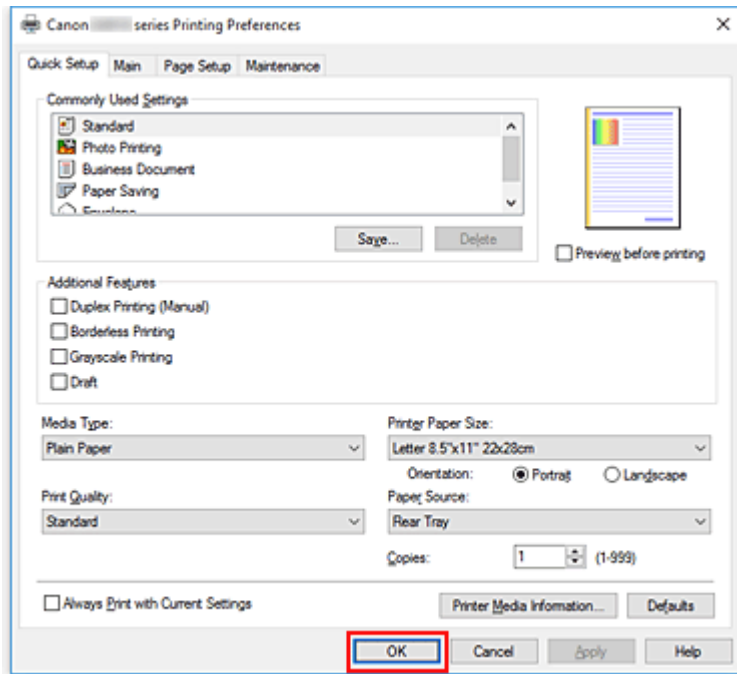 Canon series Printing Preferences
Quick Setup Main Page Setup Maintenance
Commonly Used Settings
Standard
Photo Printing
Business Document
Paper Saving
Envelope
Save... Delete
Preview before printing
Additional Features
Duplex Printing (Manual)
Borderless Printing
Grayscale Printing
Draft
Media Type: Printer Paper Size:
Plain Paper Letter 8.5"x11" 22x28cm
Orientation: Portrait Landscape
Print Quality: Paper Source:
Standard Rear Tray
Copies: 1 (1-999)
Always Print with Current Settings Printer Media Information... Defaults
OK Cancel Apply Help